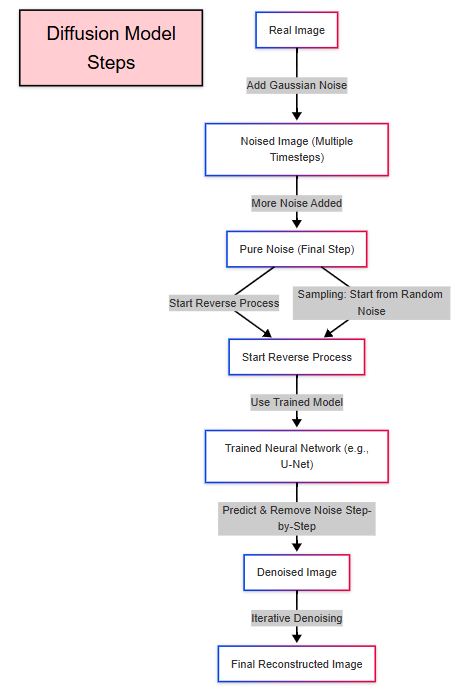 Diffusion Model
Steps
Real Image
Add Gaussian Noise
Noised Image (Multiple
Timesteps)
More Noise Added
Pure Noise (Final Step)
Start Reverse Process
Sampling: Start from Random
Noise
Start Reverse Process
Use Trained Model
Trained Neural Network (e.g.,
U-Net)
Predict & Remove Noise Step-
by-Step
Denoised Image
Iterative Denoising
Final Reconstructed Image